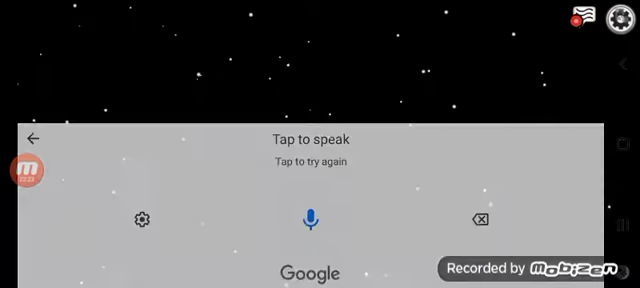 Tap to speak
Tap to try again
Google
Recorded by MOBIZEN